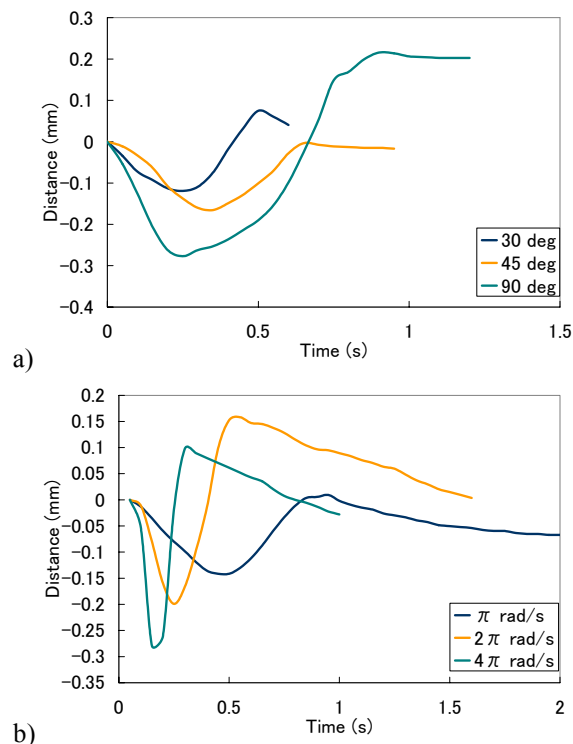 0.3
0.2
0.1
0
-0.1
-0.2
-0.3
-0.4
Distance (mm)
0 0.5 1 1.5
Time (s)
30 deg
45 deg
90 deg
a)
0.2
0.15
0.1
0.05
0
-0.05
-0.1
-0.15
-0.2
-0.25
-0.3
-0.35
Distance (mm)
0 0.5 1 1.5 2
Time (s)
π rad/s
2π rad/s
4π rad/s
b)